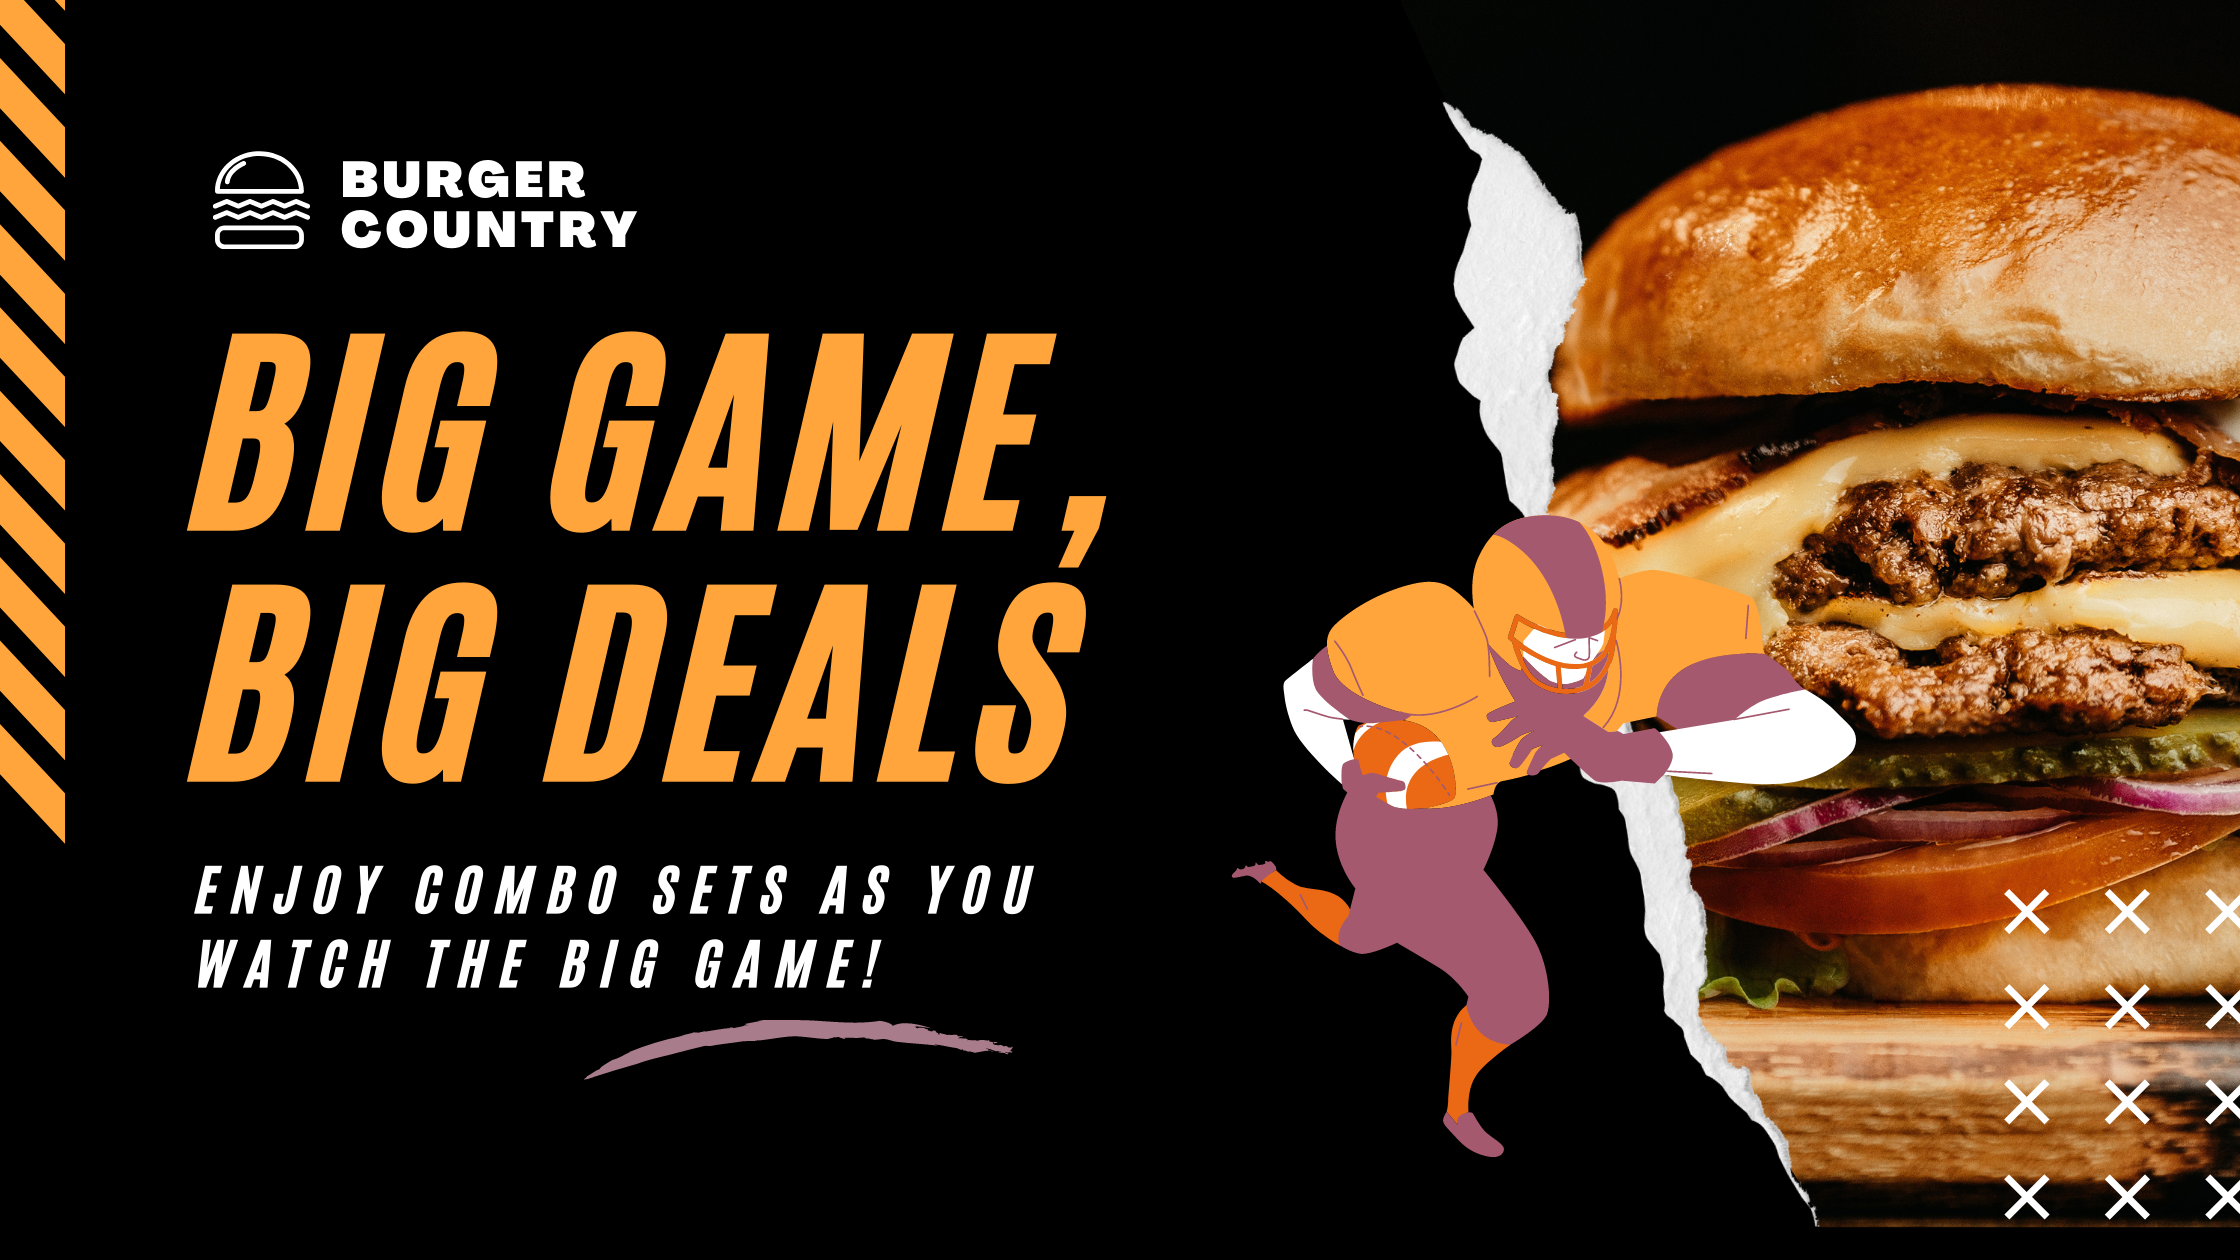 BURGER
COUNTRY
BIG GAME,
BIG DEALS
ENJOY COMBO SETS AS YOU
WATCH THE BIG GAME!